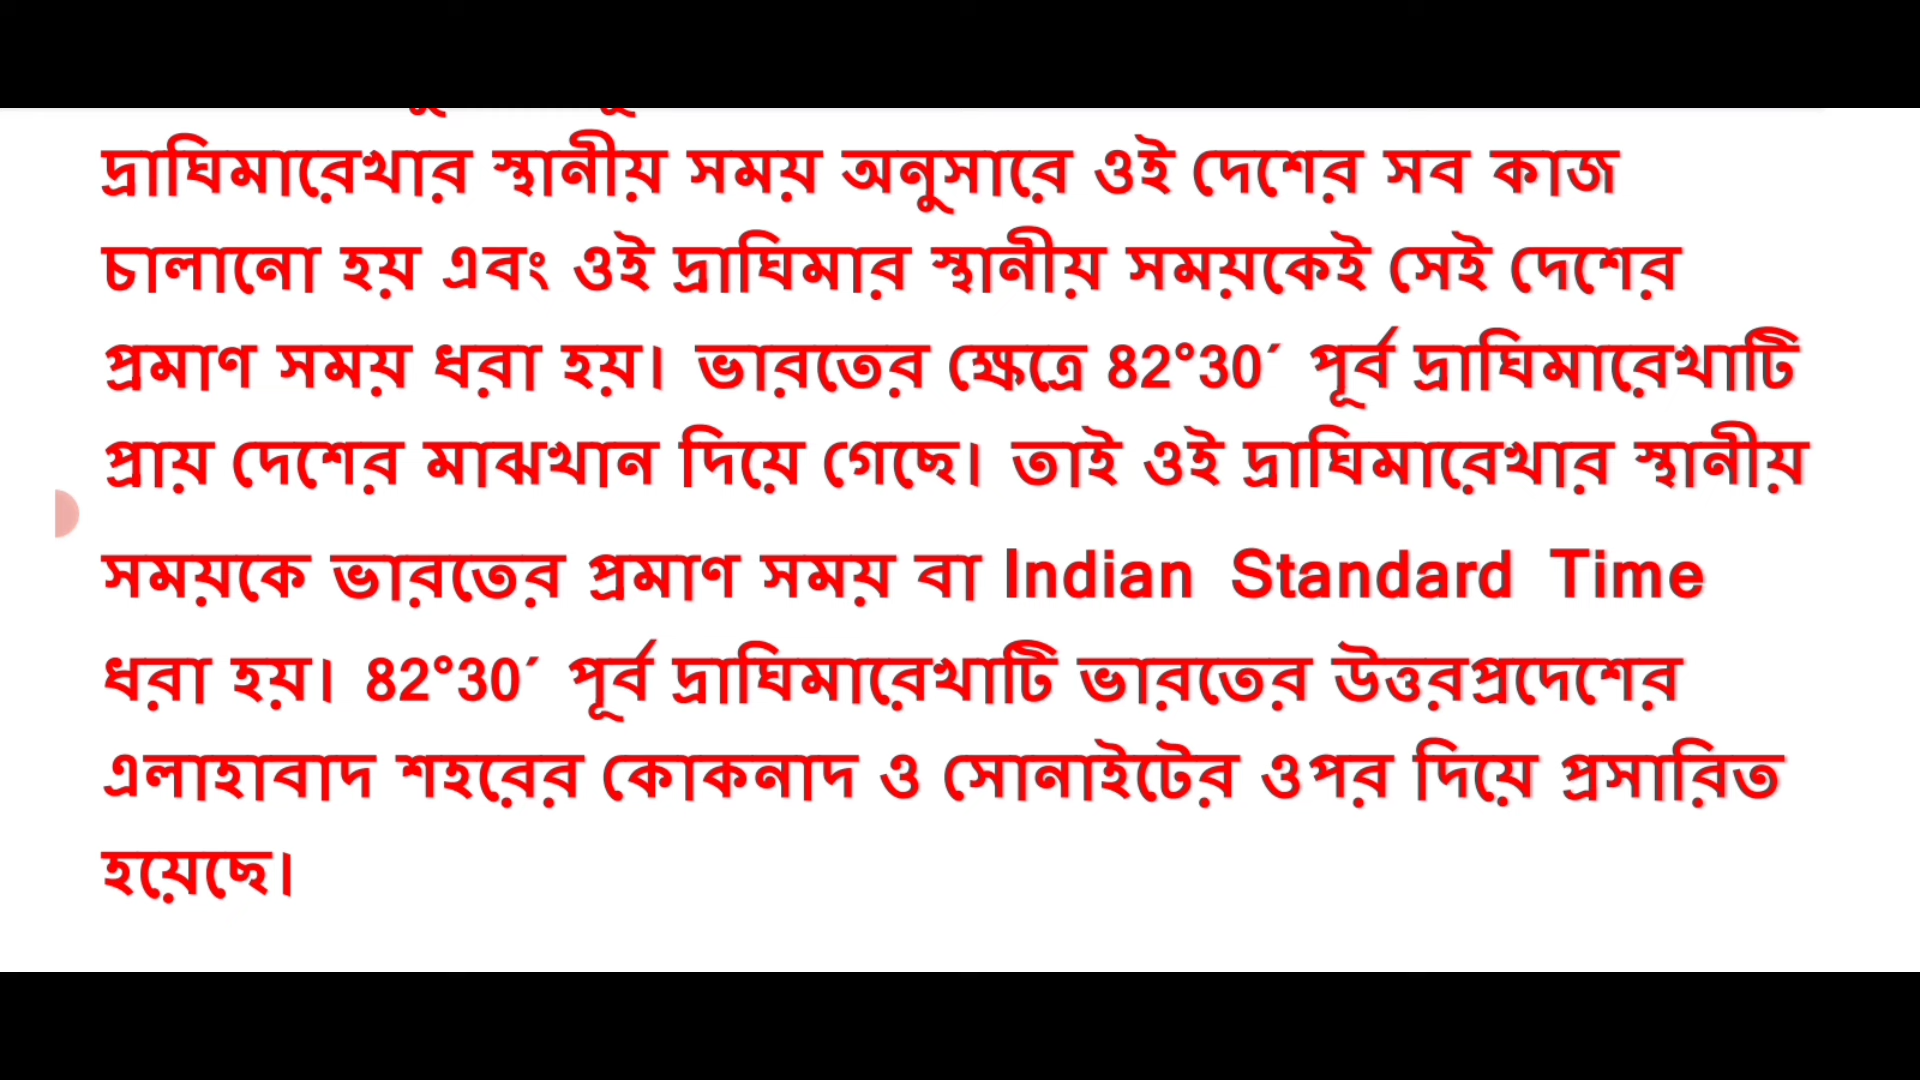 দ্রাঘিমারেখার স্থানীয় সময় অনুসারে ওই দেশের সব কাজ
চালানো হয় এবং ওই দ্রাঘিমার স্থানীয় সময়কেই সেই দেশের
প্রমাণ সময় ধরা হয়। ভারতের ক্ষেত্রে 82°30´ পূর্ব দ্রাঘিমারেখাটি
প্রায় দেশের মাঝখান দিয়ে গেছে। তাই ওই দ্রাঘিমারেখার স্থানীয়
সময়কে ভারতের প্রমাণ সময় বা Indian Standard Time
ধরা হয়। 82°30´ পূর্ব দ্রাঘিমারেখাটি ভারতের উত্তরপ্রদেশের
এলাহাবাদ শহরের কোকনাদ ও সোনাইটের ওপর দিয়ে প্রসারিত
হয়েছে।